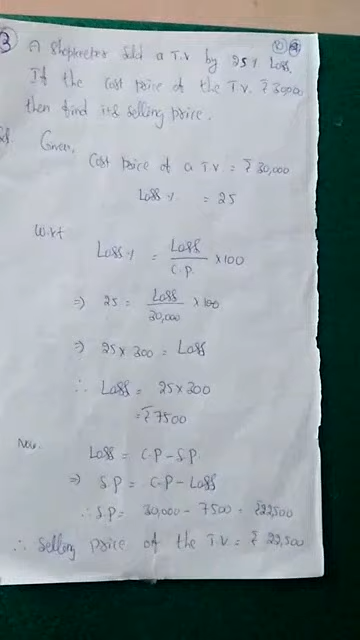 3 A Shopkeeper Sold a T.V by 25% Loss.
If the Cost Price of the T.V. ₹30,000
then find its selling price.
Sol. Given,
Cost price of a T.V. = ₹30,000
Loss % = 25
W.k.t
Loss % = Loss/C.P. ×100
⇒ 25 = Loss/30,000 ×100
⇒ 25×300 = Loss
∴ Loss = 25×300
= ₹7500
Now.
Loss = C.P – S.P.
⇒ S.P = C.P – Loss
∴ S.P = 30,000 – 7500 = ₹22,500
∴ Selling price of the T.V = ₹ 22,500